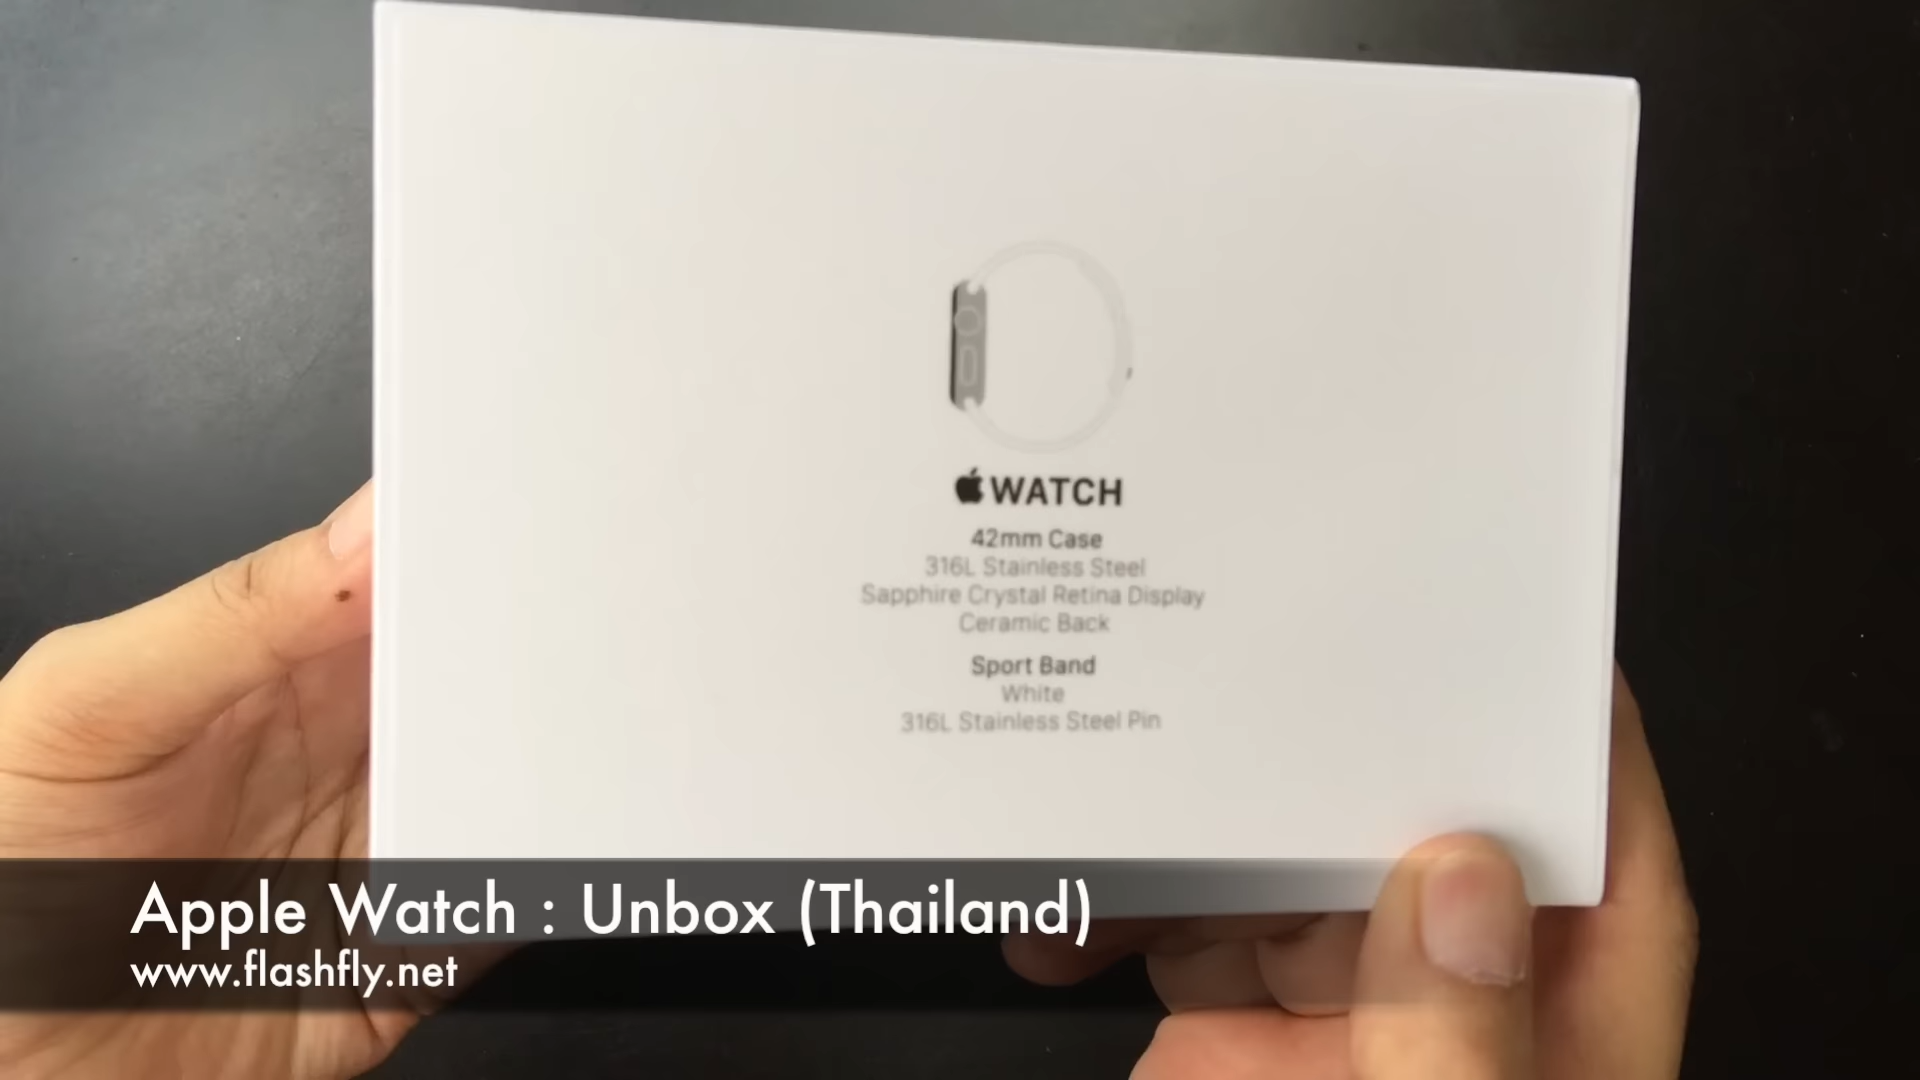 WATCH
42mm Case
316L Stainless Steel
Sapphire Crystal Retina Display
Ceramic Back
Sport Band
White
316L Stainless Steel Pin
Apple Watch : Unbox (Thailand)
www.flashfly.net